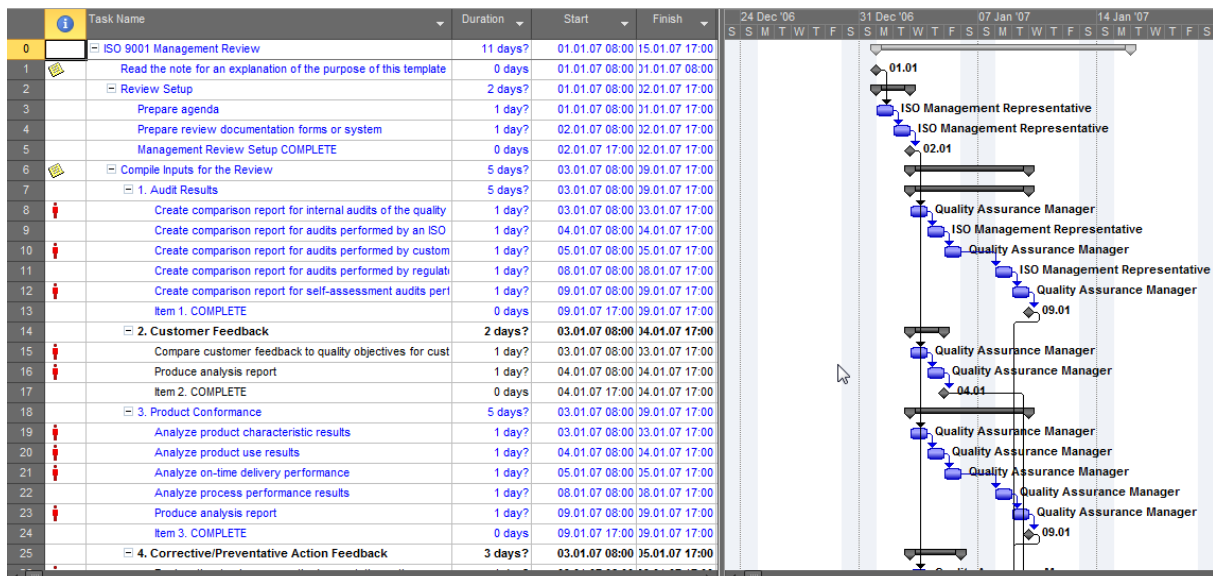 Task Name Duration Start Finish 24 Dec '06 31 Dec '06 07 Jan '07 14 Jan '07
S S M T W T F S S M T W T F S S M T W T F S S M T W T F S
0 ISO 9001 Management Review 11 days? 01.01.07 08:00 15.01.07 17:00
1 Read the note for an explanation of the purpose of this template 0 days 01.01.07 08:00 01.01.07 08:00 01.01
2 Review Setup 2 days? 01.01.07 08:00 02.01.07 17:00
3 Prepare agenda 1 day? 01.01.07 08:00 01.01.07 17:00 ISO Management Representative
4 Prepare review documentation forms or system 1 day? 02.01.07 08:00 02.01.07 17:00 ISO Management Representative
5 Management Review Setup COMPLETE 0 days 02.01.07 17:00 02.01.07 17:00 02.01
6 Compile Inputs for the Review 5 days? 03.01.07 08:00 09.01.07 17:00
7 1. Audit Results 5 days? 03.01.07 08:00 09.01.07 17:00
8 Create comparison report for internal audits of the quality 1 day? 03.01.07 08:00 03.01.07 17:00 Quality Assurance Manager
9 Create comparison report for audits performed by an ISO 1 day? 04.01.07 08:00 04.01.07 17:00 ISO Management Representative
10 Create comparison report for audits performed by custom 1 day? 05.01.07 08:00 05.01.07 17:00 Quality Assurance Manager
11 Create comparison report for audits performed by regulat 1 day? 08.01.07 08:00 08.01.07 17:00 ISO Management Representative
12 Create comparison report for self-assessment audits perf 1 day? 09.01.07 08:00 09.01.07 17:00 Quality Assurance Manager
13 Item 1. COMPLETE 0 days 09.01.07 17:00 09.01.07 17:00 09.01
14 2. Customer Feedback 2 days? 03.01.07 08:00 04.01.07 17:00
15 Compare customer feedback to quality objectives for cust 1 day? 03.01.07 08:00 03.01.07 17:00 Quality Assurance Manager
16 Produce analysis report 1 day? 04.01.07 08:00 04.01.07 17:00 Quality Assurance Manager
17 Item 2. COMPLETE 0 days 04.01.07 17:00 04.01.07 17:00 04.01
18 3. Product Conformance 5 days? 03.01.07 08:00 09.01.07 17:00
19 Analyze product characteristic results 1 day? 03.01.07 08:00 03.01.07 17:00 Quality Assurance Manager
20 Analyze product use results 1 day? 04.01.07 08:00 04.01.07 17:00 Quality Assurance Manager
21 Analyze on-time delivery performance 1 day? 05.01.07 08:00 05.01.07 17:00 Quality Assurance Manager
22 Analyze process performance results 1 day? 08.01.07 08:00 08.01.07 17:00 Quality Assurance Manager
23 Produce analysis report 1 day? 09.01.07 08:00 09.01.07 17:00 Quality Assurance Manager
24 Item 3. COMPLETE 0 days 09.01.07 17:00 09.01.07 17:00 09.01
25 4. Corrective/Preventative Action Feedback 3 days? 03.01.07 08:00 05.01.07 17:00